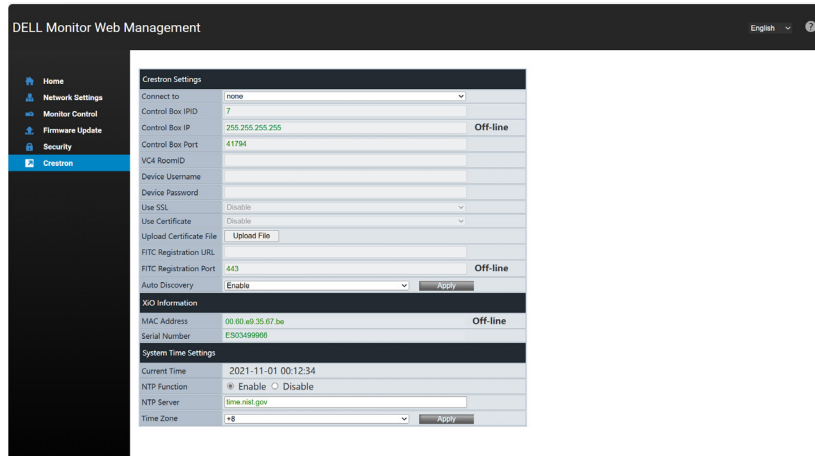 DELL Monitor Web Management
English
?
Home
Network Settings
Monitor Control
Firmware Update
Security
Crestron
Crestron Settings
Connect to none
Control Box IPID 7
Control Box IP 255.255.255.255 Off-line
Control Box Port 41794
VC4 RoomID
Device Username
Device Password
Use SSL Disable
Use Certificate Disable
Upload Certificate File Upload File
FITC Registration URL
FITC Registration Port 443 Off-line
Auto Discovery Enable Apply
XiO Information
MAC Address 00.60.e9.35.67.be Off-line
Serial Number ES03499966
System Time Settings
Current Time 2021-11-01 00:12:34
NTP Function Enable Disable
NTP Server time.nist.gov
Time Zone +8 Apply